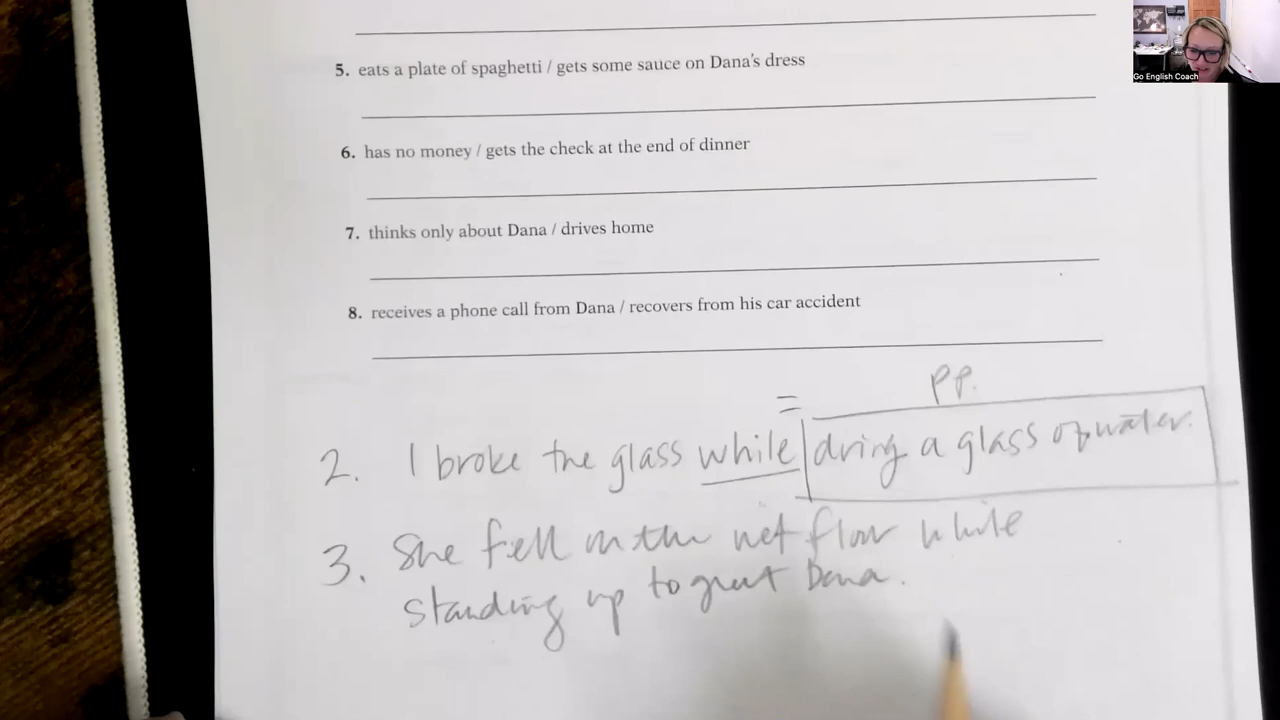 Go English Coach
5. eats a plate of spaghetti / gets some sauce on Dana's dress
6. has no money / gets the check at the end of dinner
7. thinks only about Dana / drives home
8. receives a phone call from Dana / recovers from his car accident
= PP.
2. I broke the glass while dring a glass of water.
3. She fell on the wet floor while
standing up to greet Dana.